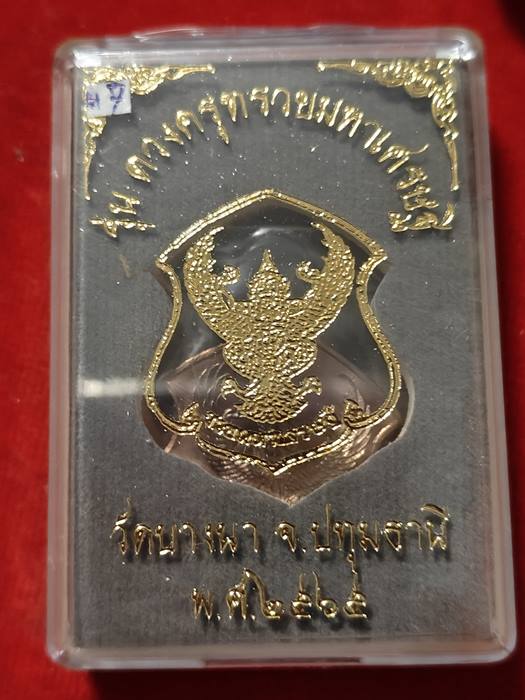 รุ่น ดวงครุฑรวยมหาเศรษฐี
วัดบางนา จ.ปทุมธานี
พ.ศ.๒๕๖๕